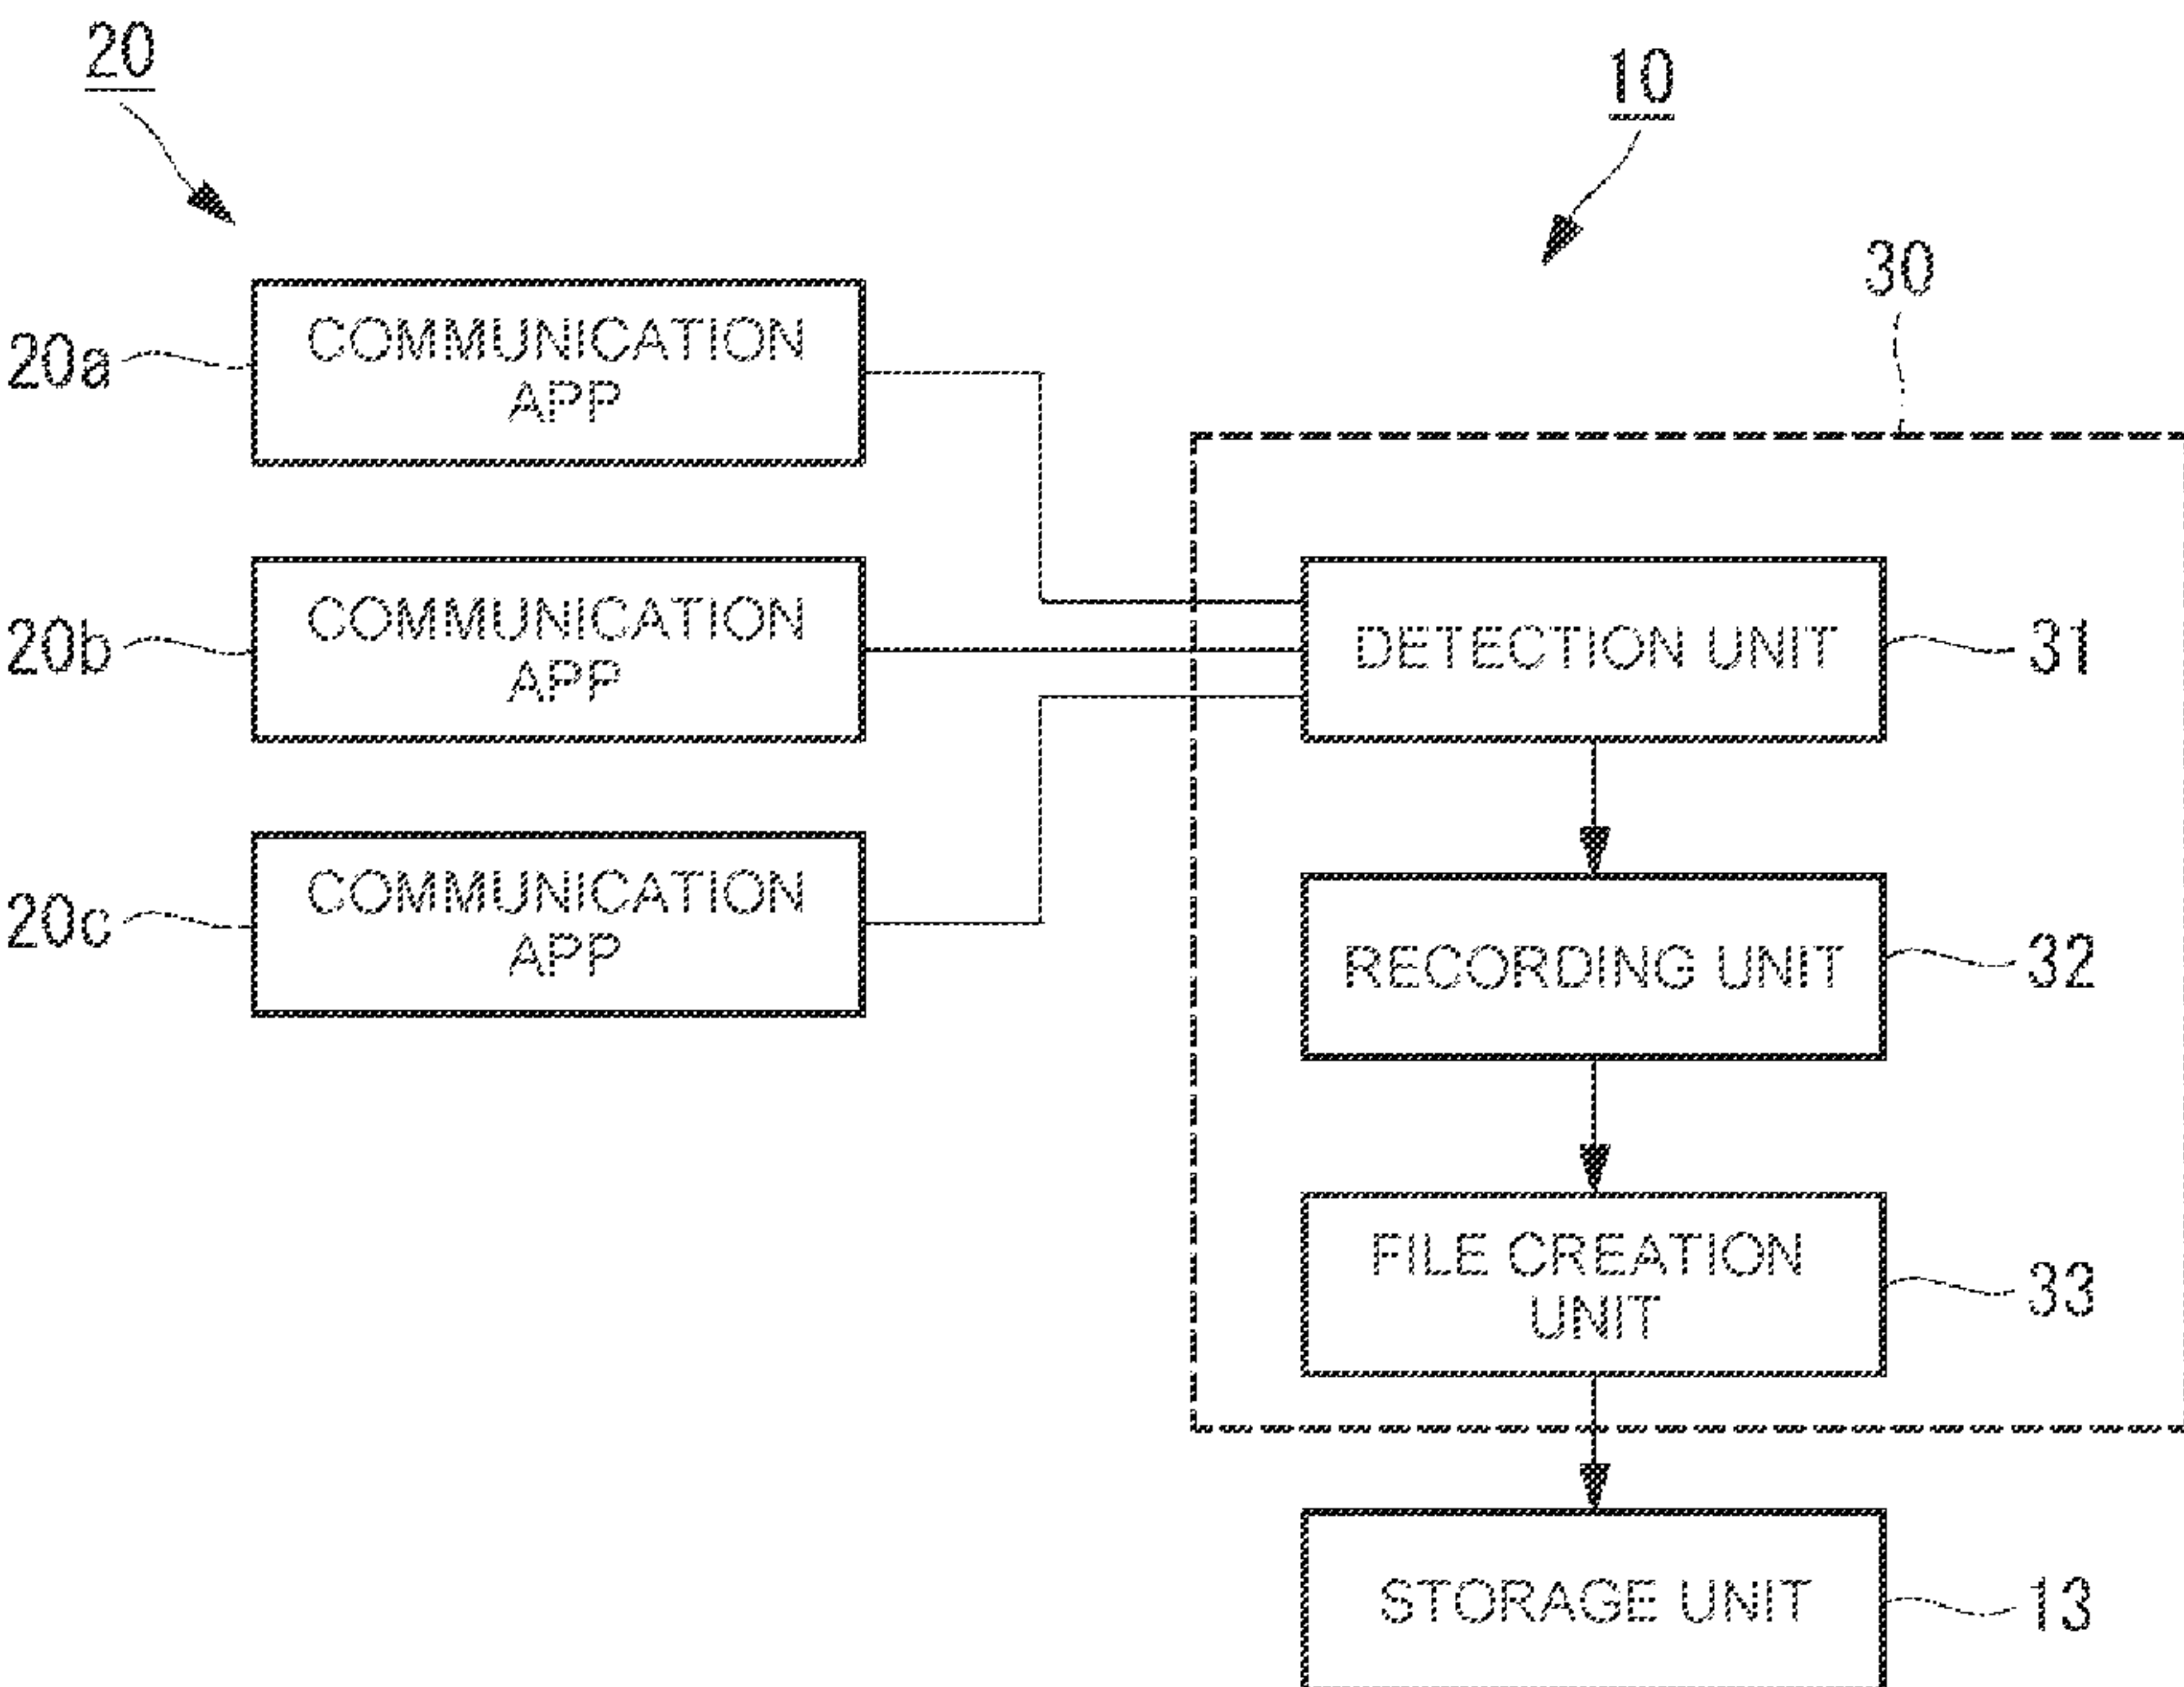 20
10
30
20a
COMMUNICATION
APP
20b
COMMUNICATION
APP
DETECTION UNIT
31
20c
COMMUNICATION
APP
RECORDING UNIT
32
FILE CREATION
UNIT
33
STORAGE UNIT
13